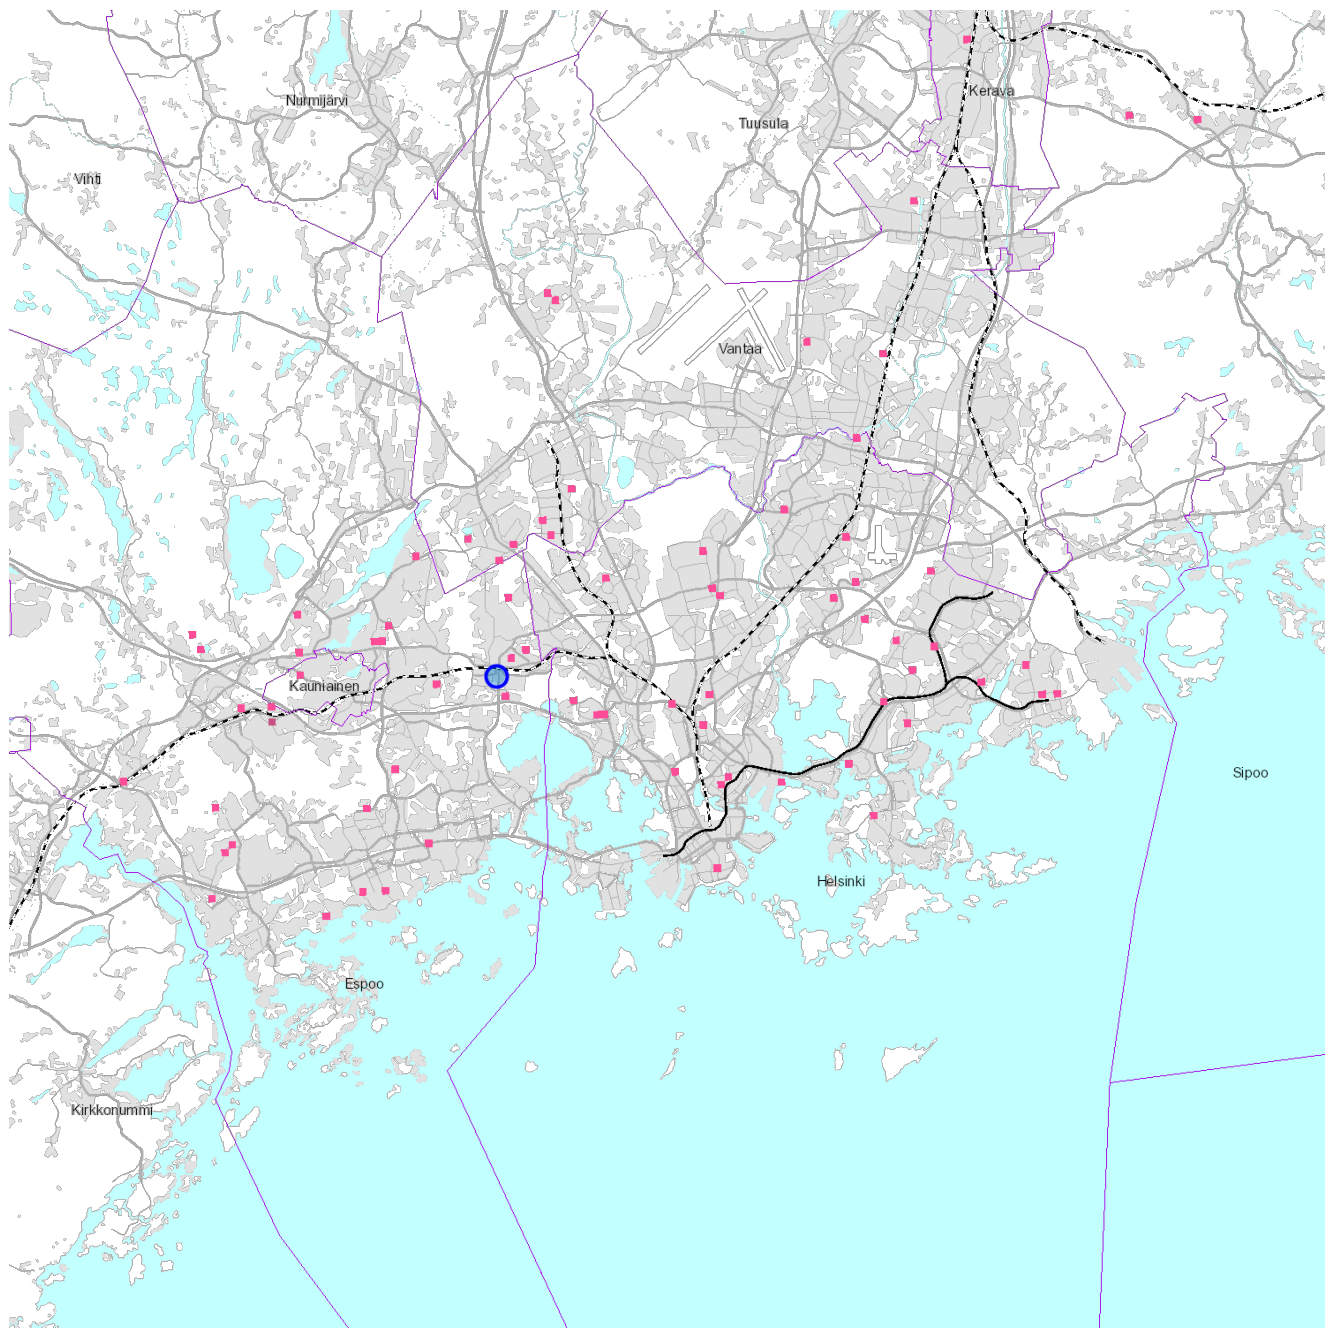 Nurmijärvi
Kerava
Tuusula
Vihti
Vantaa
Kauniainen
Sipoo
Helsinki
Espoo
Kirkkonummi